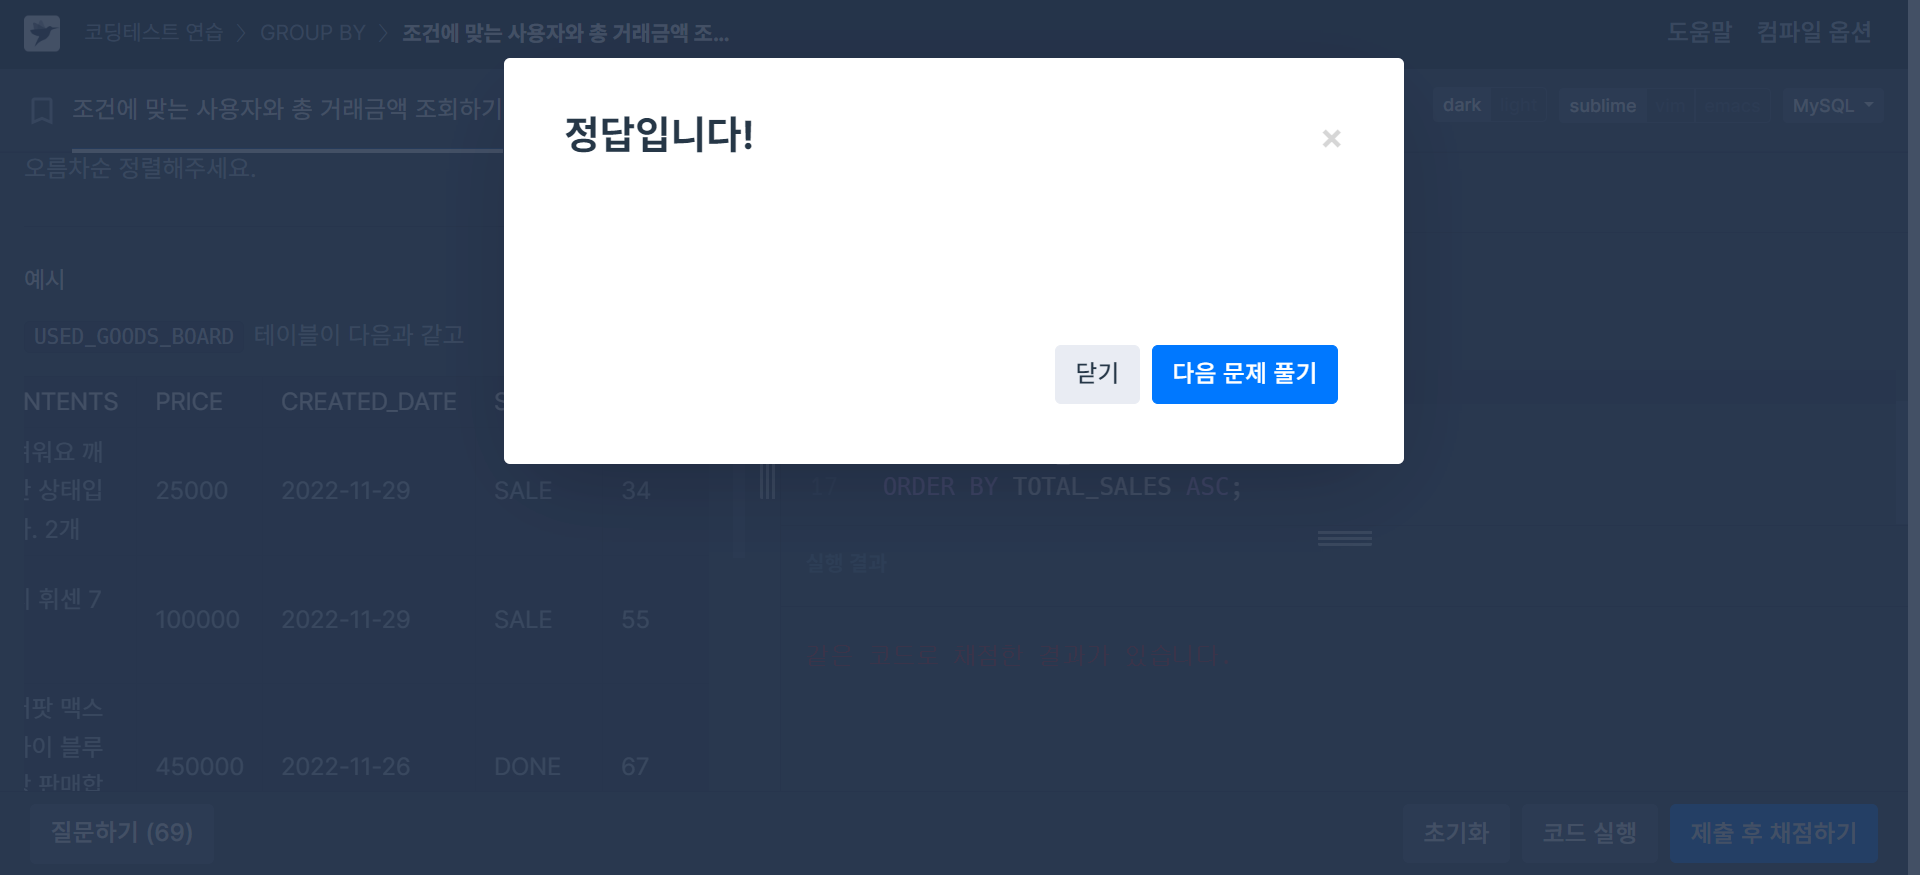 코딩테스트 연습 > GROUP BY > 조건에 맞는 사용자와 총 거래금액 조...
도움말 컴파일 옵션
조건에 맞는 사용자와 총 거래금액 조회하기
dark light sublime vim emacs MySQL
오름차순 정렬해주세요.
정답입니다!
×
닫기 다음 문제 풀기
예시
USED_GOODS_BOARD 테이블이 다음과 같고
NTENTS PRICE CREATED_DATE S
워요 깨
상태입
. 2개
25000 2022-11-29 SALE 34
휘센 7
100000 2022-11-29 SALE 55
팟 맥스
이 블루
판매합
450000 2022-11-26 DONE 67
17 ORDER BY TOTAL_SALES ASC;
실행 결과
질문하기 (69)
초기화 코드 실행 제출 후 채점하기